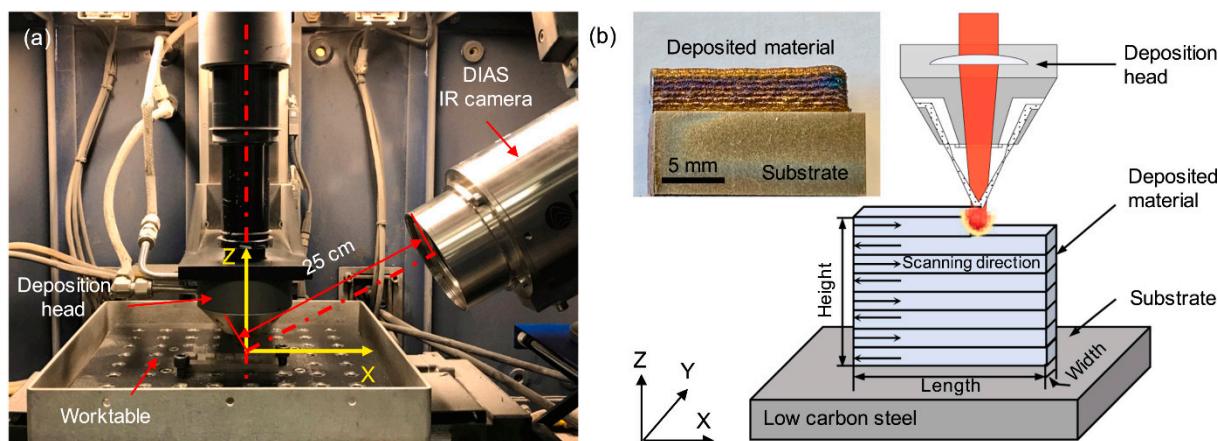 (a)
DIAS
IR camera
Z
25 cm
Deposition
head
X
Worktable
(b)
Deposited material
5 mm
Substrate
Deposition
head
Deposited
material
Scanning direction
Height
Substrate
Width
Length
Z
Y
X
Low carbon steel